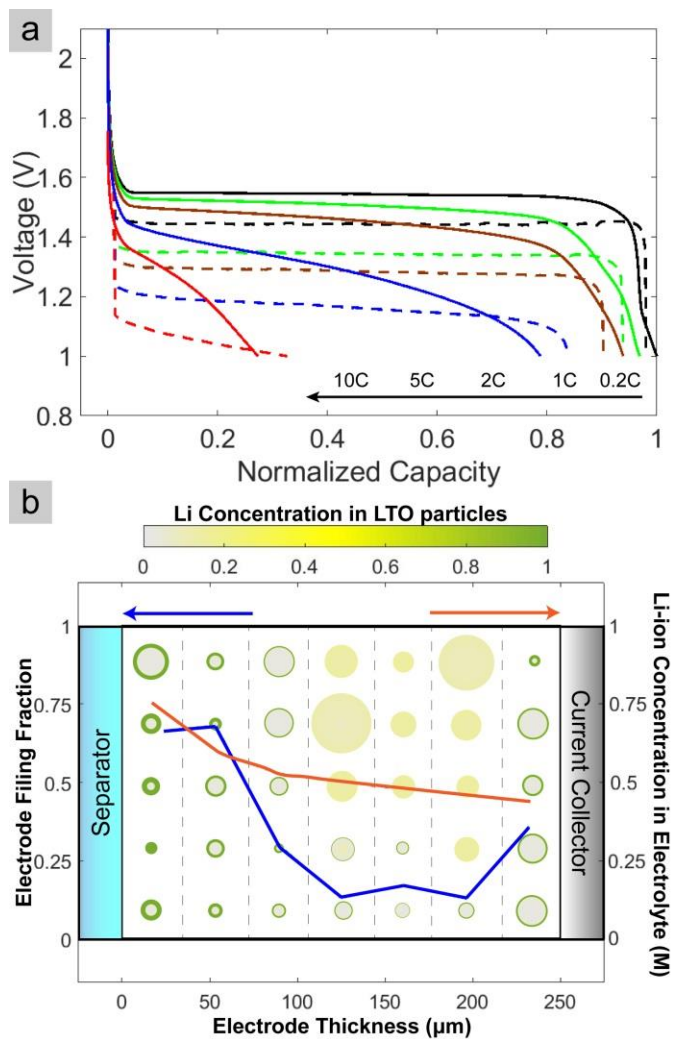 a
2
1.8
1.6
1.4
1.2
1
0.8
Voltage (V)
10C 5C 2C 1C 0.2C
0 0.2 0.4 0.6 0.8 1
Normalized Capacity
b
Li Concentration in LTO particles
0 0.2 0.4 0.6 0.8 1
Electrode Filing Fraction
1
0.75
0.5
0.25
0
Separator
Current Collector
1
0.75
0.5
0.25
0
Li-ion Concentration in Electrolyte (M)
0 50 100 150 200 250
Electrode Thickness (µm)